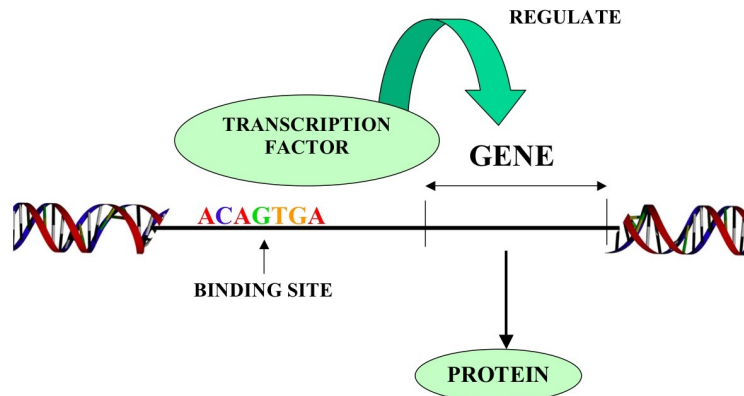 REGULATE
TRANSCRIPTION
FACTOR
GENE
ACAGTGA
BINDING SITE
PROTEIN